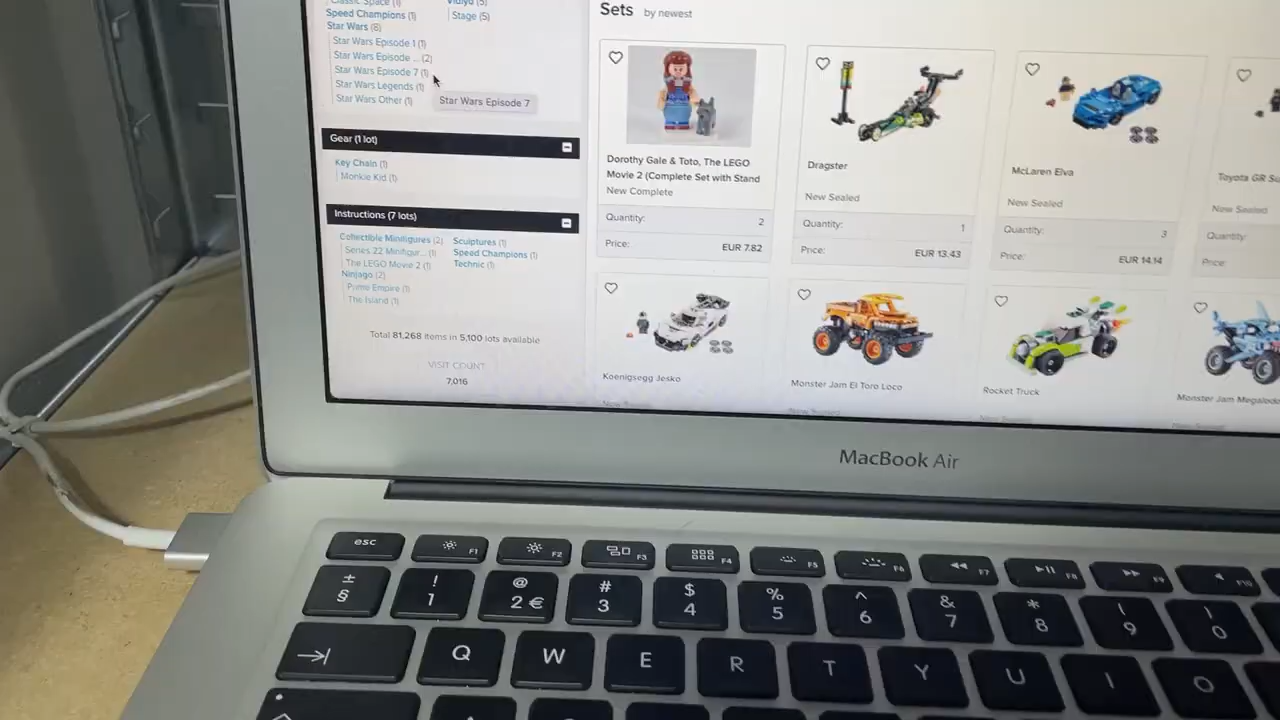 Classic Space (1)
Speed Champions (1)
Star Wars (8)
Star Wars Episode 1 (1)
Star Wars Episode ... (2)
Star Wars Episode 7 (1)
Star Wars Legends (1)
Star Wars Other (1)
Vidiyo (5)
Stage (5)
Star Wars Episode 7
Gear (1 lot)
Key Chain (1)
Monkie Kid (1)
Instructions (7 lots)
Collectible Minifigures (2)
Series 22 Minifigur... (1)
The LEGO Movie 2 (1)
Ninjago (2)
Prime Empire (1)
The Island (1)
Sculptures (1)
Speed Champions (1)
Technic (1)
Total 81,268 items in 5,100 lots available
VISIT COUNT
7,016
Sets by newest
Dorothy Gale & Toto, The LEGO
Movie 2 (Complete Set with Stand
New Complete
Quantity: 2
Price: EUR 7.82
Dragster
New Sealed
Quantity: 1
Price: EUR 13.43
McLaren Elva
New Sealed
Quantity: 3
Price: EUR 14.14
Toyota GR Su
New Sealed
Quantity:
Price:
Koenigsegg Jesko
Monster Jam El Toro Loco
Rocket Truck
Monster Jam Megalodo
MacBook Air
esc F1 F2 F3 F4 F5 F6 F7 F8 F9 F10
± § ! 1 @ 2 € # 3 $ 4 % 5 ^ 6 & 7 * 8 ( 9 ) 0
Q W E R T Y U I O